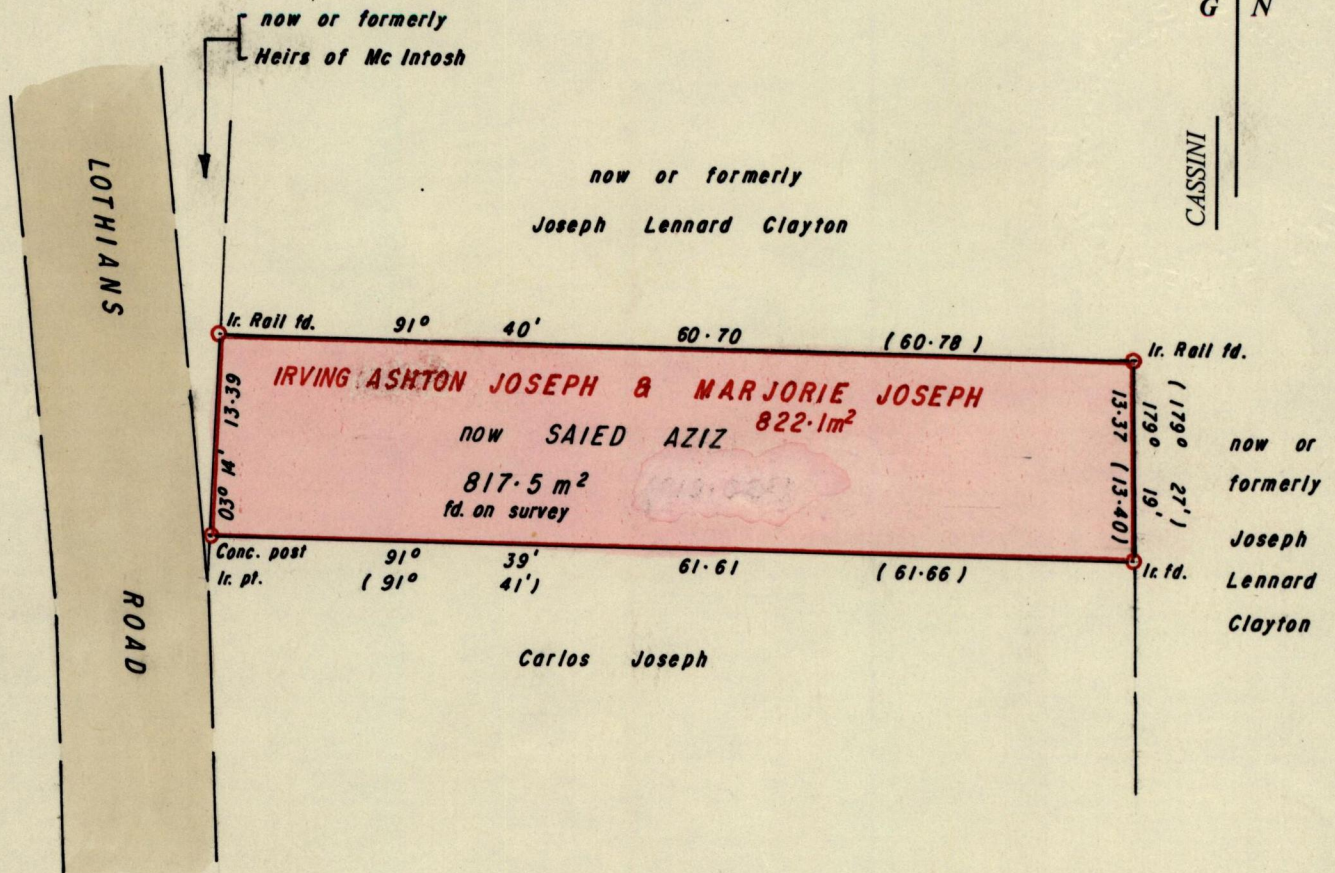 now or formerly
Heirs of Mc Intosh
G N
CASSINI
now or formerly
Joseph Lennard Clayton
LOTHIANS
ROAD
Ir. Rail fd. 91° 40' 60·70 (60·78)
Ir. Rail fd.
IRVING ASHTON JOSEPH & MARJORIE JOSEPH
822·1m²
now SAIED AZIZ
817·5 m²
fd. on survey
03° 14' 13·39
13·37 (13·40)
179° 19'
(179° 27')
now or
formerly
Joseph
Lennard
Clayton
Conc. post 91° 39' 61·61 (61·66)
Ir. pt. (91° 41')
Ir. fd.
Carlos Joseph